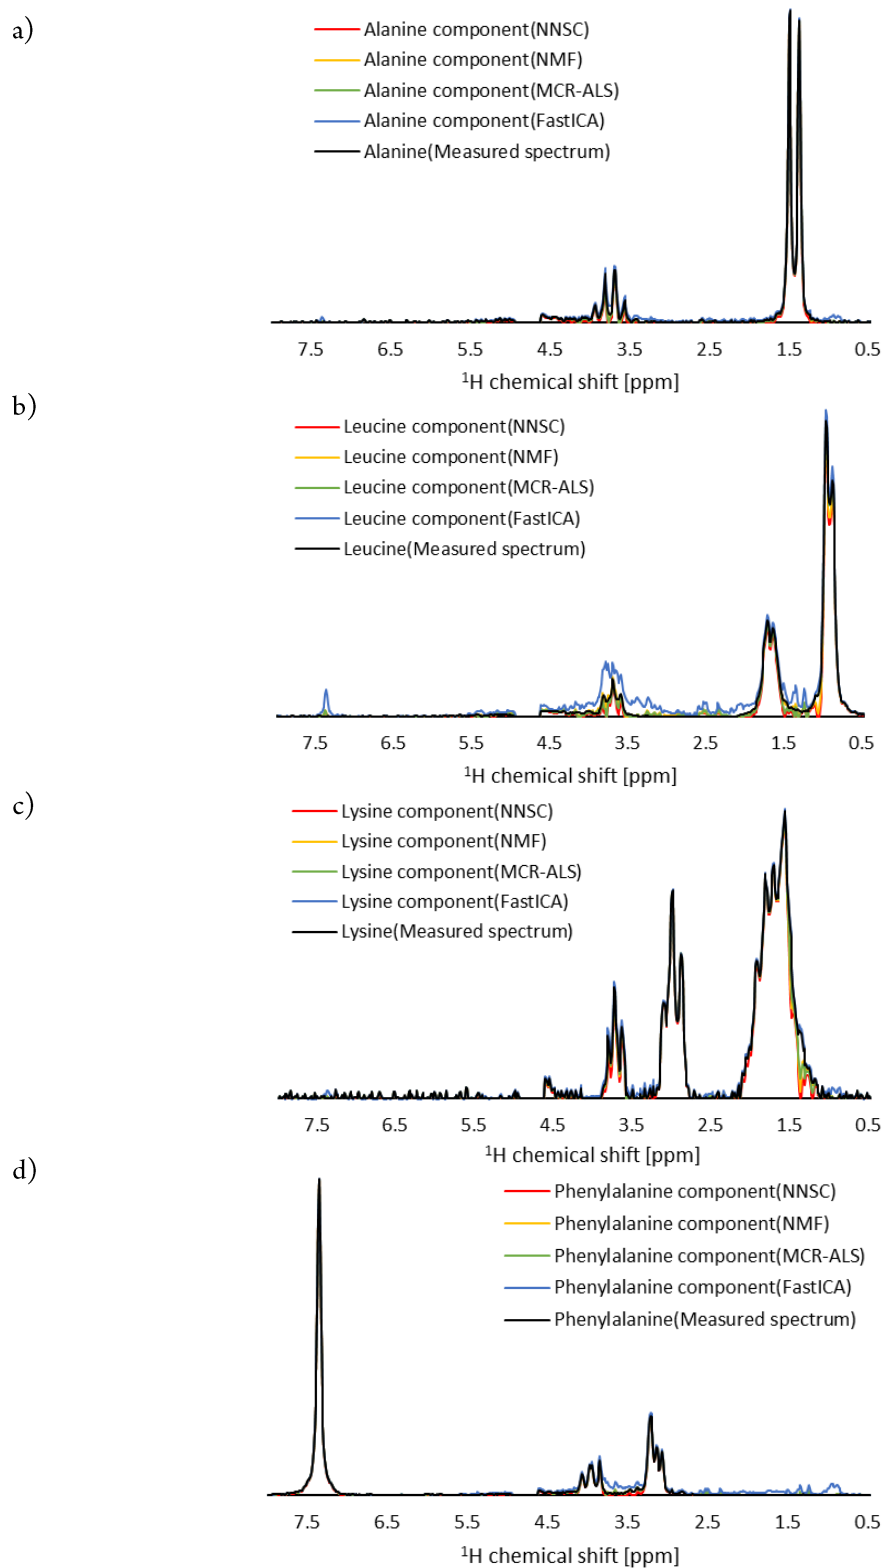 a)
Alanine component(NNSC)
Alanine component(NMF)
Alanine component(MCR-ALS)
Alanine component(FastICA)
Alanine(Measured spectrum)
7.5 6.5 5.5 4.5 3.5 2.5 1.5 0.5
¹H chemical shift [ppm]
b)
Leucine component(NNSC)
Leucine component(NMF)
Leucine component(MCR-ALS)
Leucine component(FastICA)
Leucine(Measured spectrum)
7.5 6.5 5.5 4.5 3.5 2.5 1.5 0.5
¹H chemical shift [ppm]
c)
Lysine component(NNSC)
Lysine component(NMF)
Lysine component(MCR-ALS)
Lysine component(FastICA)
Lysine(Measured spectrum)
7.5 6.5 5.5 4.5 3.5 2.5 1.5 0.5
¹H chemical shift [ppm]
d)
Phenylalanine component(NNSC)
Phenylalanine component(NMF)
Phenylalanine component(MCR-ALS)
Phenylalanine component(FastICA)
Phenylalanine(Measured spectrum)
7.5 6.5 5.5 4.5 3.5 2.5 1.5 0.5
¹H chemical shift [ppm]